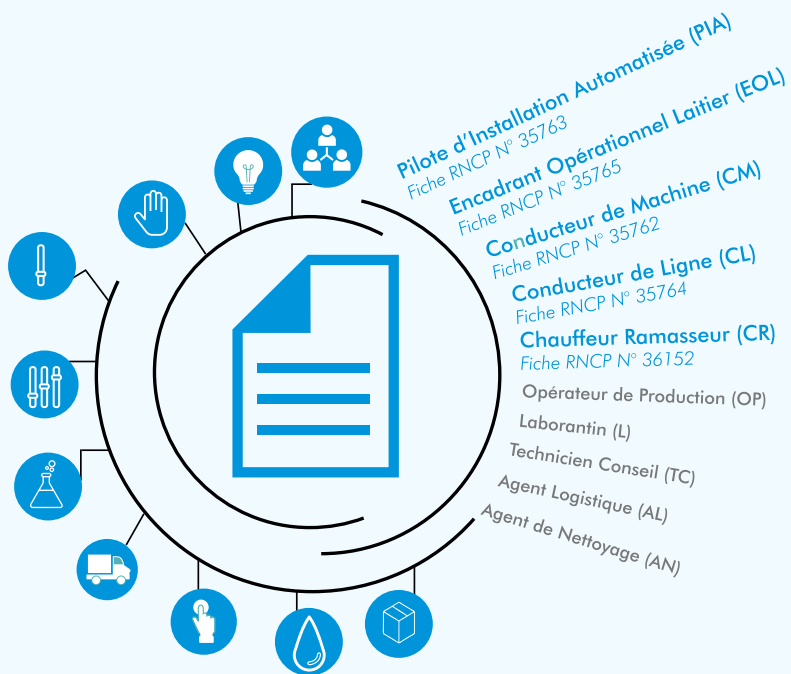 Pilote d'Installation Automatisée (PIA)
Fiche RNCP N° 35763
Encadrant Opérationnel Laitier (EOL)
Fiche RNCP N° 35765
Conducteur de Machine (CM)
Fiche RNCP N° 35762
Conducteur de Ligne (CL)
Fiche RNCP N° 35764
Chauffeur Ramasseur (CR)
Fiche RNCP N° 36152
Opérateur de Production (OP)
Laborantin (L)
Technicien Conseil (TC)
Agent Logistique (AL)
Agent de Nettoyage (AN)